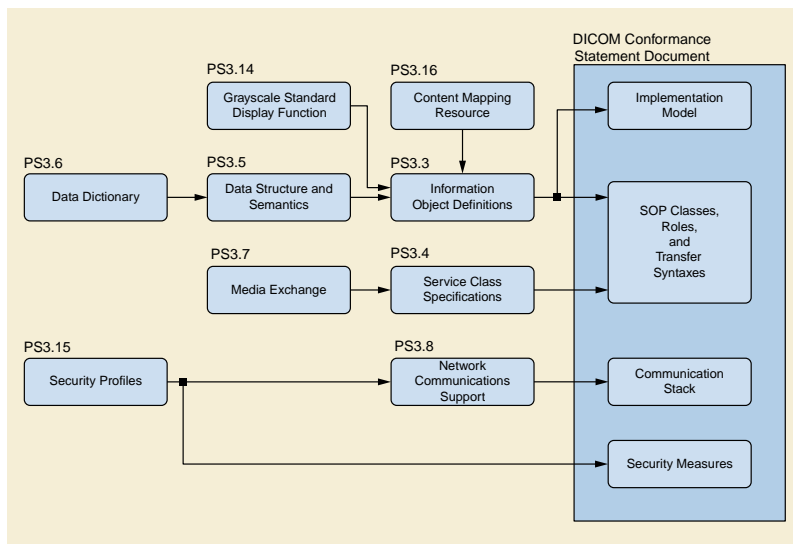 DICOM Conformance
Statement Document
PS3.14
Grayscale Standard
Display Function
PS3.16
Content Mapping
Resource
Implementation
Model
PS3.6
Data Dictionary
PS3.5
Data Structure and
Semantics
PS3.3
Information
Object Definitions
SOP Classes,
Roles,
and
Transfer
Syntaxes
PS3.7
Media Exchange
PS3.4
Service Class
Specifications
PS3.15
Security Profiles
PS3.8
Network
Communications
Support
Communication
Stack
Security Measures